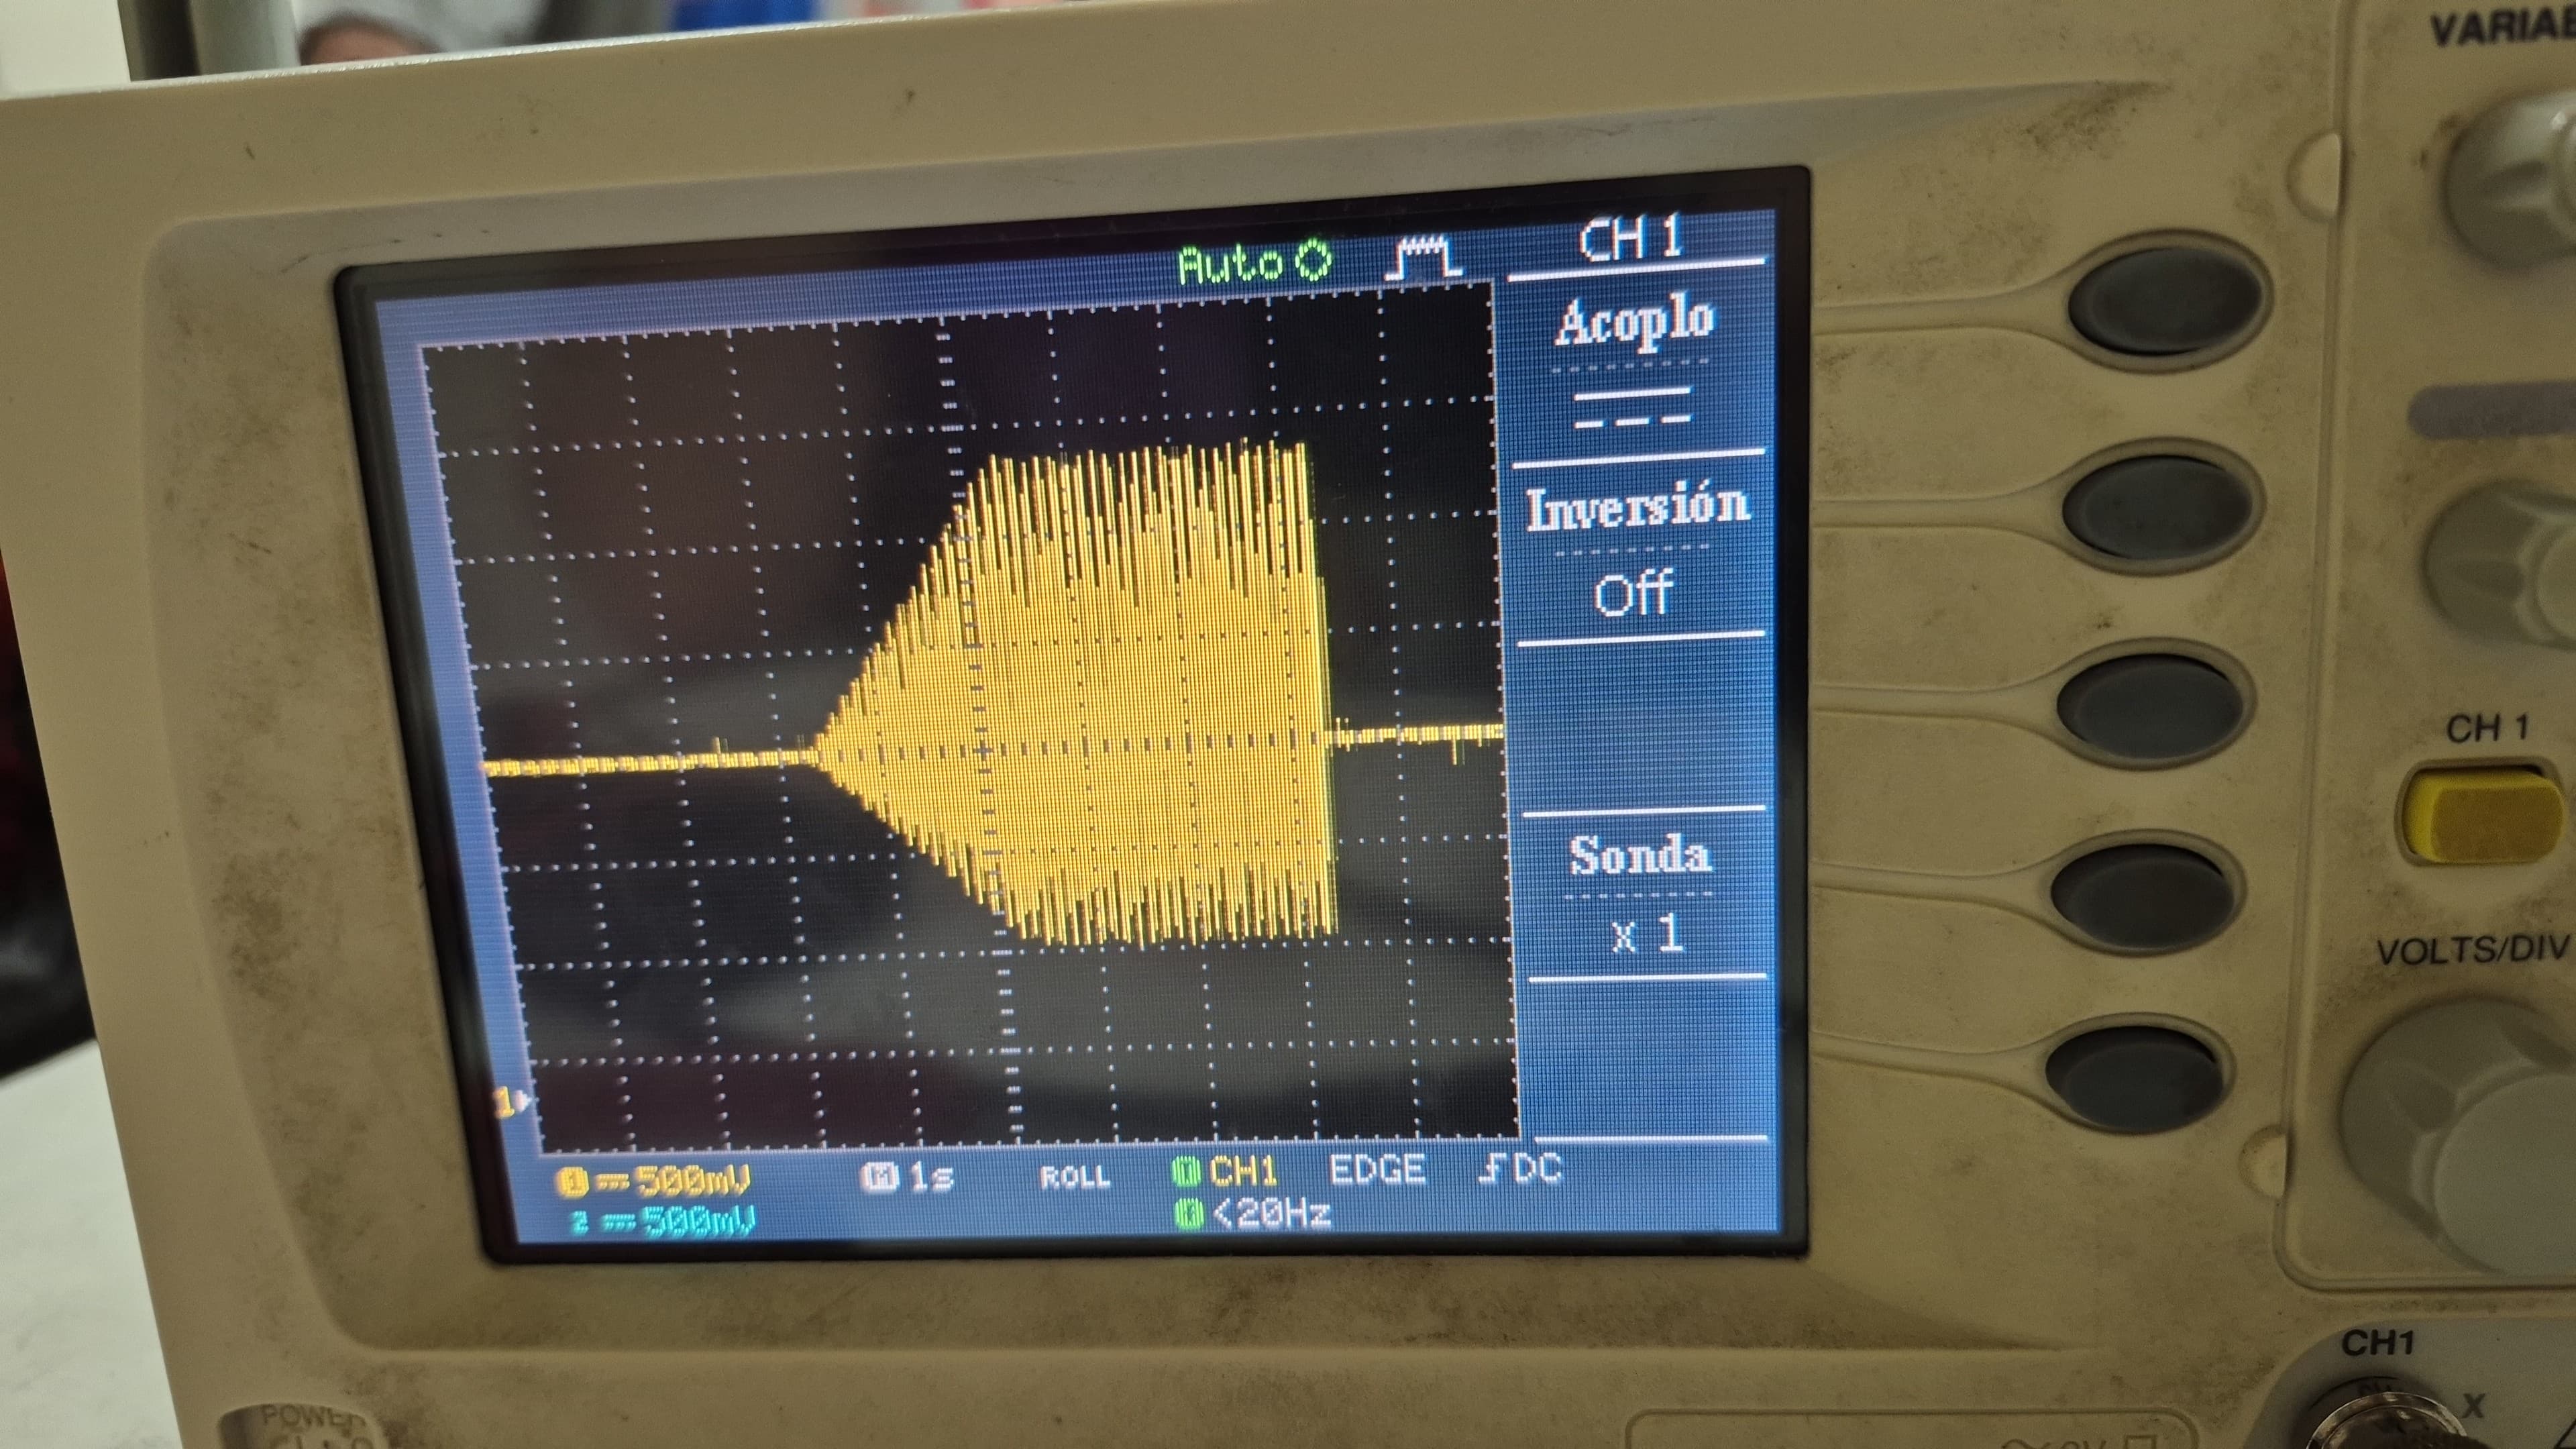 VARIAB
Auto
CH 1
Acoplo
Inversión
Off
CH 1
Sonda
x 1
VOLTS/DIV
1
1 500mV
M 1s
ROLL
CH1
EDGE
DC
2 500mV
<20Hz
CH1
X
POWER